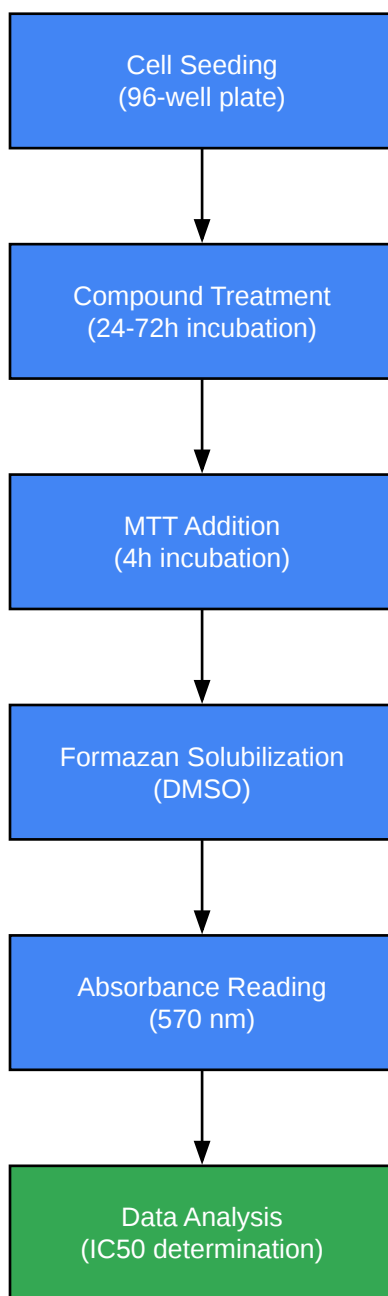 Cell Seeding
(96-well plate)
Compound Treatment
(24-72h incubation)
MTT Addition
(4h incubation)
Formazan Solubilization
(DMSO)
Absorbance Reading
(570 nm)
Data Analysis
(IC50 determination)